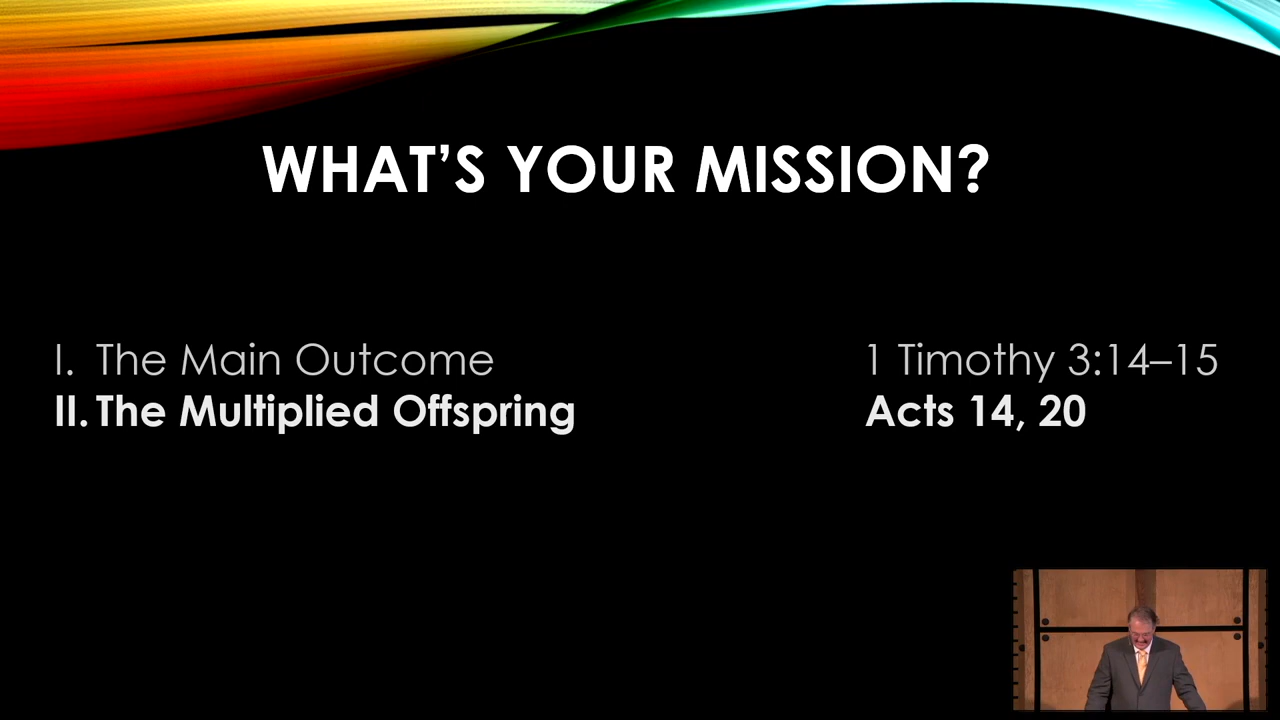 WHAT’S YOUR MISSION?
I. The Main Outcome 1 Timothy 3:14–15
II. The Multiplied Offspring Acts 14, 20